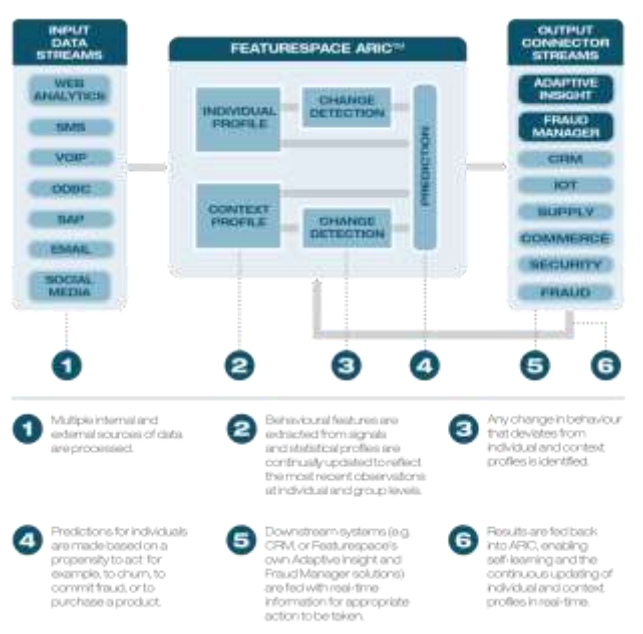 INPUT
DATA
STREAMS
WEB
ANALYTICS
SMS
VOIP
ODBC
SAP
EMAIL
SOCIAL
MEDIA
FEATURESPACE ARIC™
INDIVIDUAL
PROFILE
CHANGE
DETECTION
CONTEXT
PROFILE
CHANGE
DETECTION
PREDICTION
OUTPUT
CONNECTOR
STREAMS
ADAPTIVE
INSIGHT
FRAUD
MANAGER
CRM
IOT
SUPPLY
COMMERCE
SECURITY
FRAUD
1
2
3
4
5
6
1
Multiple internal and
external sources of data
are processed.
2
Behavioural features are
extracted from signals
and statistical profiles are
continually updated to reflect
the most recent observations
at individual and group levels.
3
Any change in behaviour
that deviates from
individual and context
profiles is identified.
4
Predictions for individuals
are made based on a
propensity to act: for
example, to churn, to
commit fraud, or to
purchase a product.
5
Downstream systems (e.g.
CRM, or Featurespace's
own Adaptive Insight and
Fraud Manager solutions)
are fed with real-time
information for appropriate
action to be taken.
6
Results are fed back
into ARIC, enabling
self-learning and the
continuous updating of
individual and context
profiles in real-time.